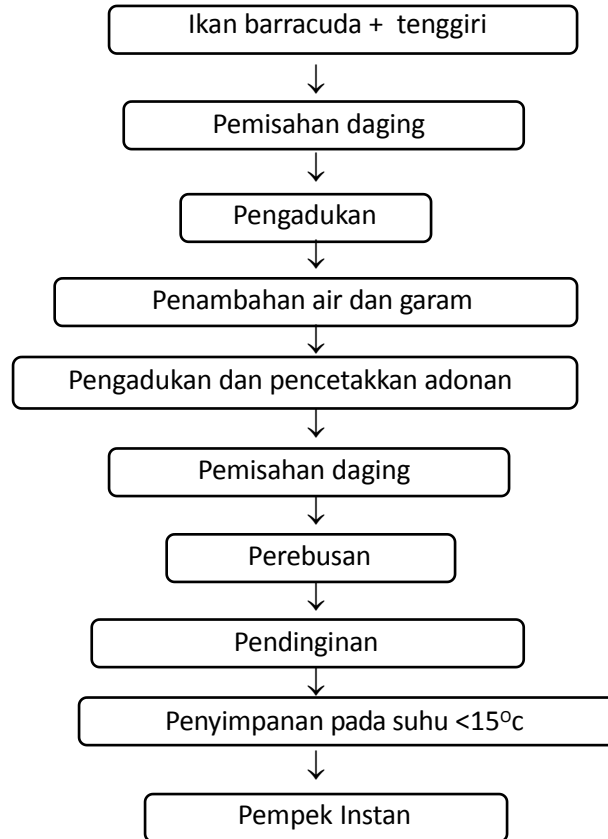 Ikan barracuda + tenggiri
Pemisahan daging
Pengadukan
Penambahan air dan garam
Pengadukan dan pencetakkan adonan
Pemisahan daging
Perebusan
Pendinginan
Penyimpanan pada suhu <15⁰c
Pempek Instan